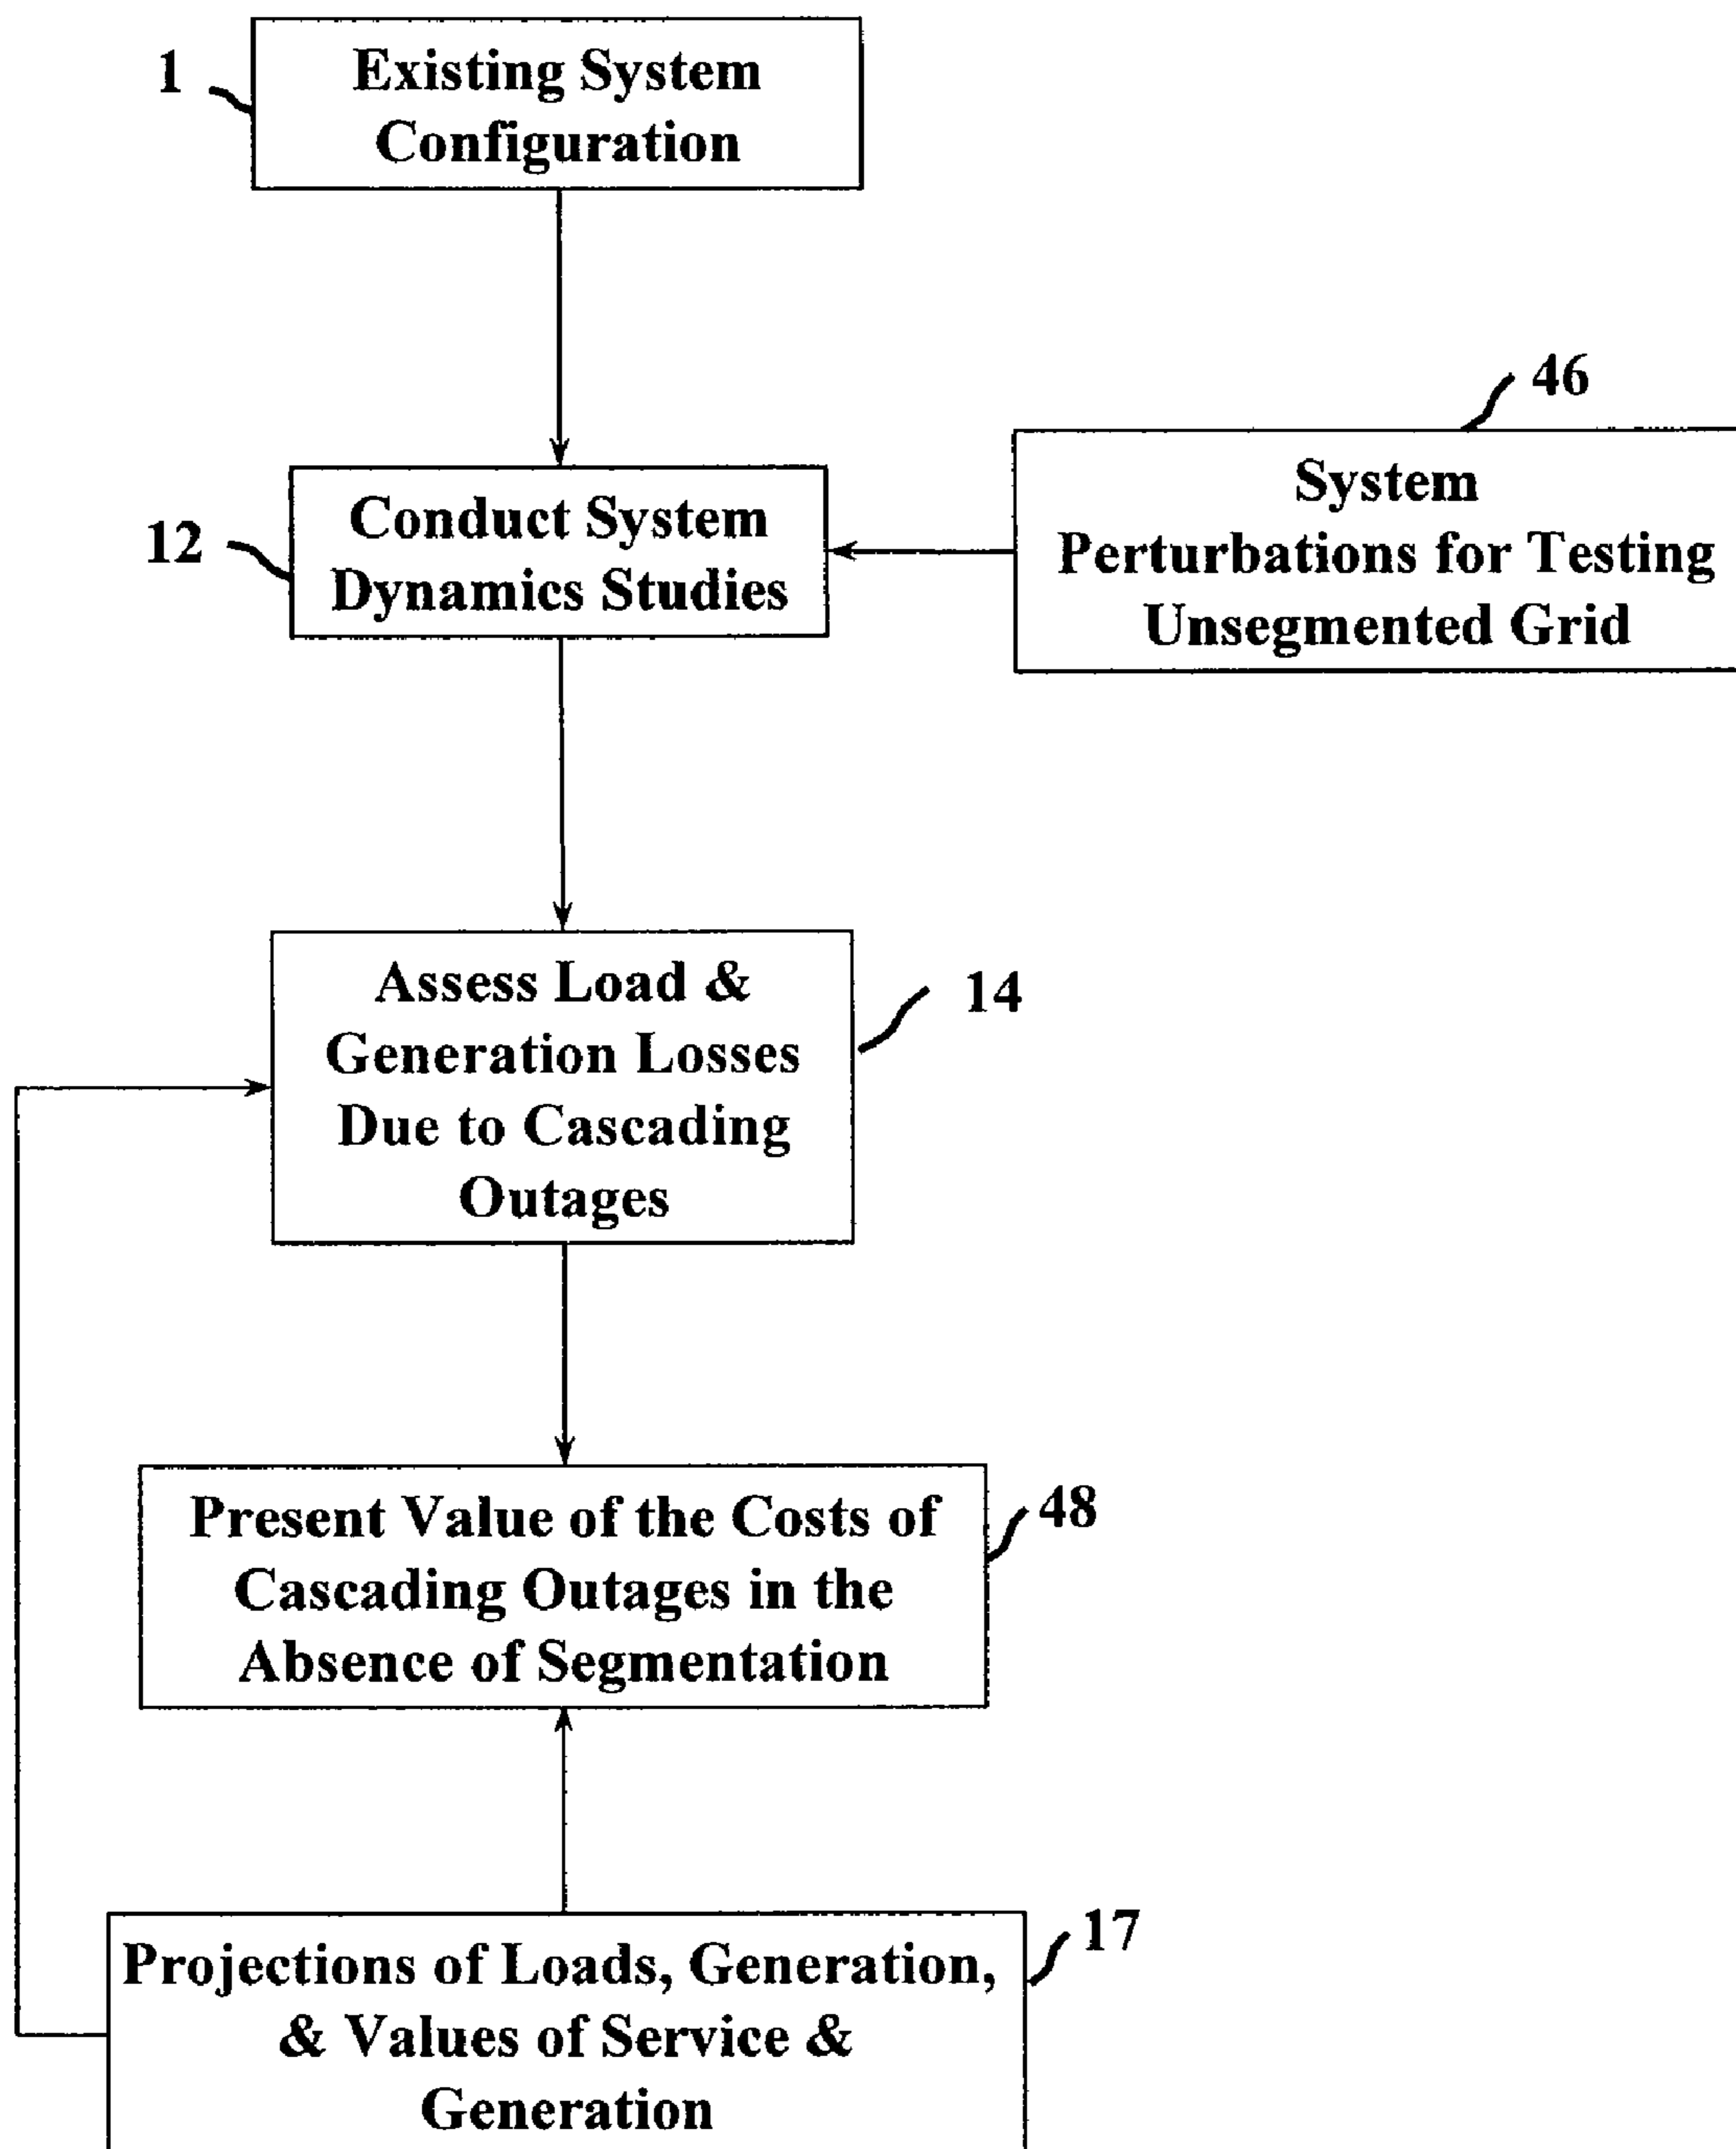 1
Existing System
Configuration
46
System
Perturbations for Testing
Unsegmented Grid
12
Conduct System
Dynamics Studies
Assess Load &
Generation Losses
Due to Cascading
Outages
14
Present Value of the Costs of
Cascading Outages in the
Absence of Segmentation
48
Projections of Loads, Generation,
& Values of Service &
Generation
17